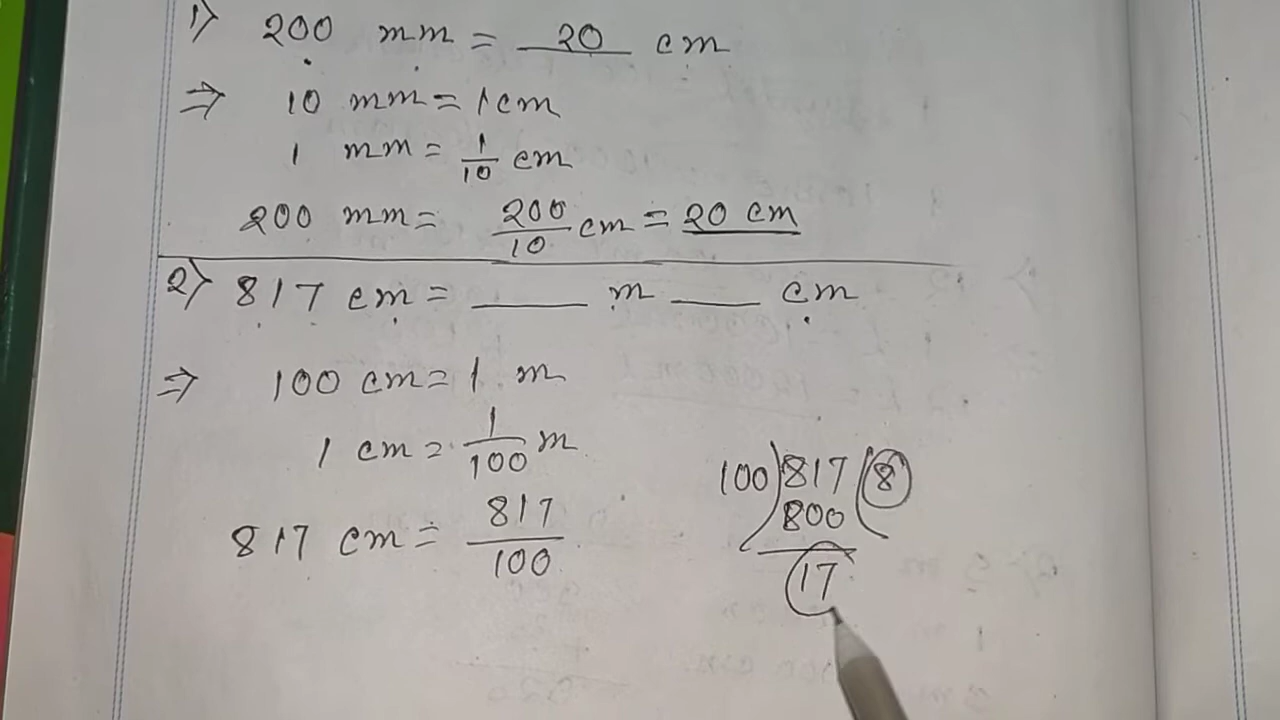 1) 200 mm = 20 cm
⇒ 10 mm = 1 cm
1 mm = 1/10 cm
200 mm = 200/10 cm = 20 cm
2) 817 cm = ____ m ____ cm
⇒ 100 cm = 1 m
1 cm = 1/100 m
817 cm = 817/100
100)817(8
800
17